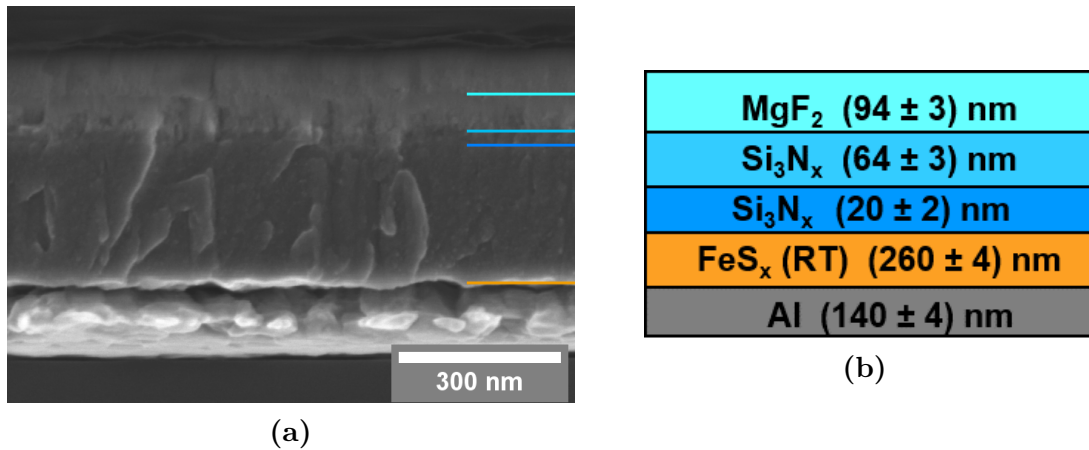 300 nm
(a)
MgF₂ (94 ± 3) nm
Si₃Nₓ (64 ± 3) nm
Si₃Nₓ (20 ± 2) nm
FeSₓ (RT) (260 ± 4) nm
Al (140 ± 4) nm
(b)